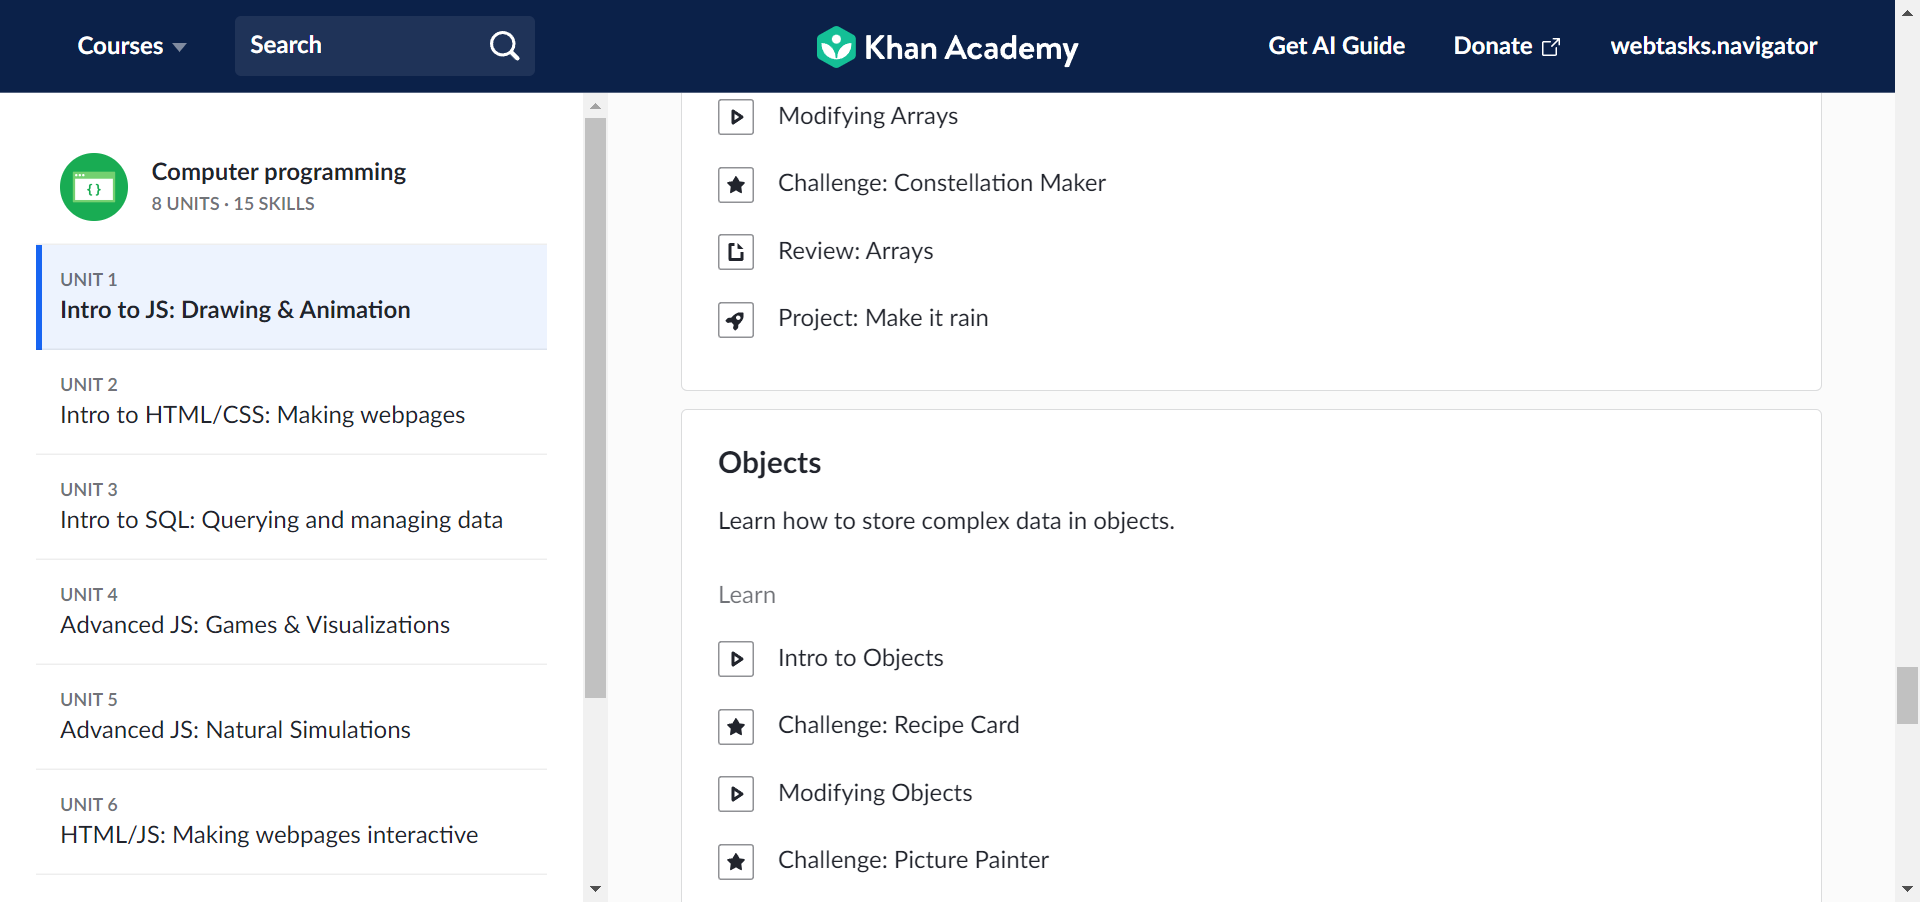 Courses
Search
Khan Academy
Get AI Guide
Donate
webtasks.navigator
Computer programming
8 UNITS · 15 SKILLS
UNIT 1
Intro to JS: Drawing & Animation
UNIT 2
Intro to HTML/CSS: Making webpages
UNIT 3
Intro to SQL: Querying and managing data
UNIT 4
Advanced JS: Games & Visualizations
UNIT 5
Advanced JS: Natural Simulations
UNIT 6
HTML/JS: Making webpages interactive
Modifying Arrays
Challenge: Constellation Maker
Review: Arrays
Project: Make it rain
Objects
Learn how to store complex data in objects.
Learn
Intro to Objects
Challenge: Recipe Card
Modifying Objects
Challenge: Picture Painter